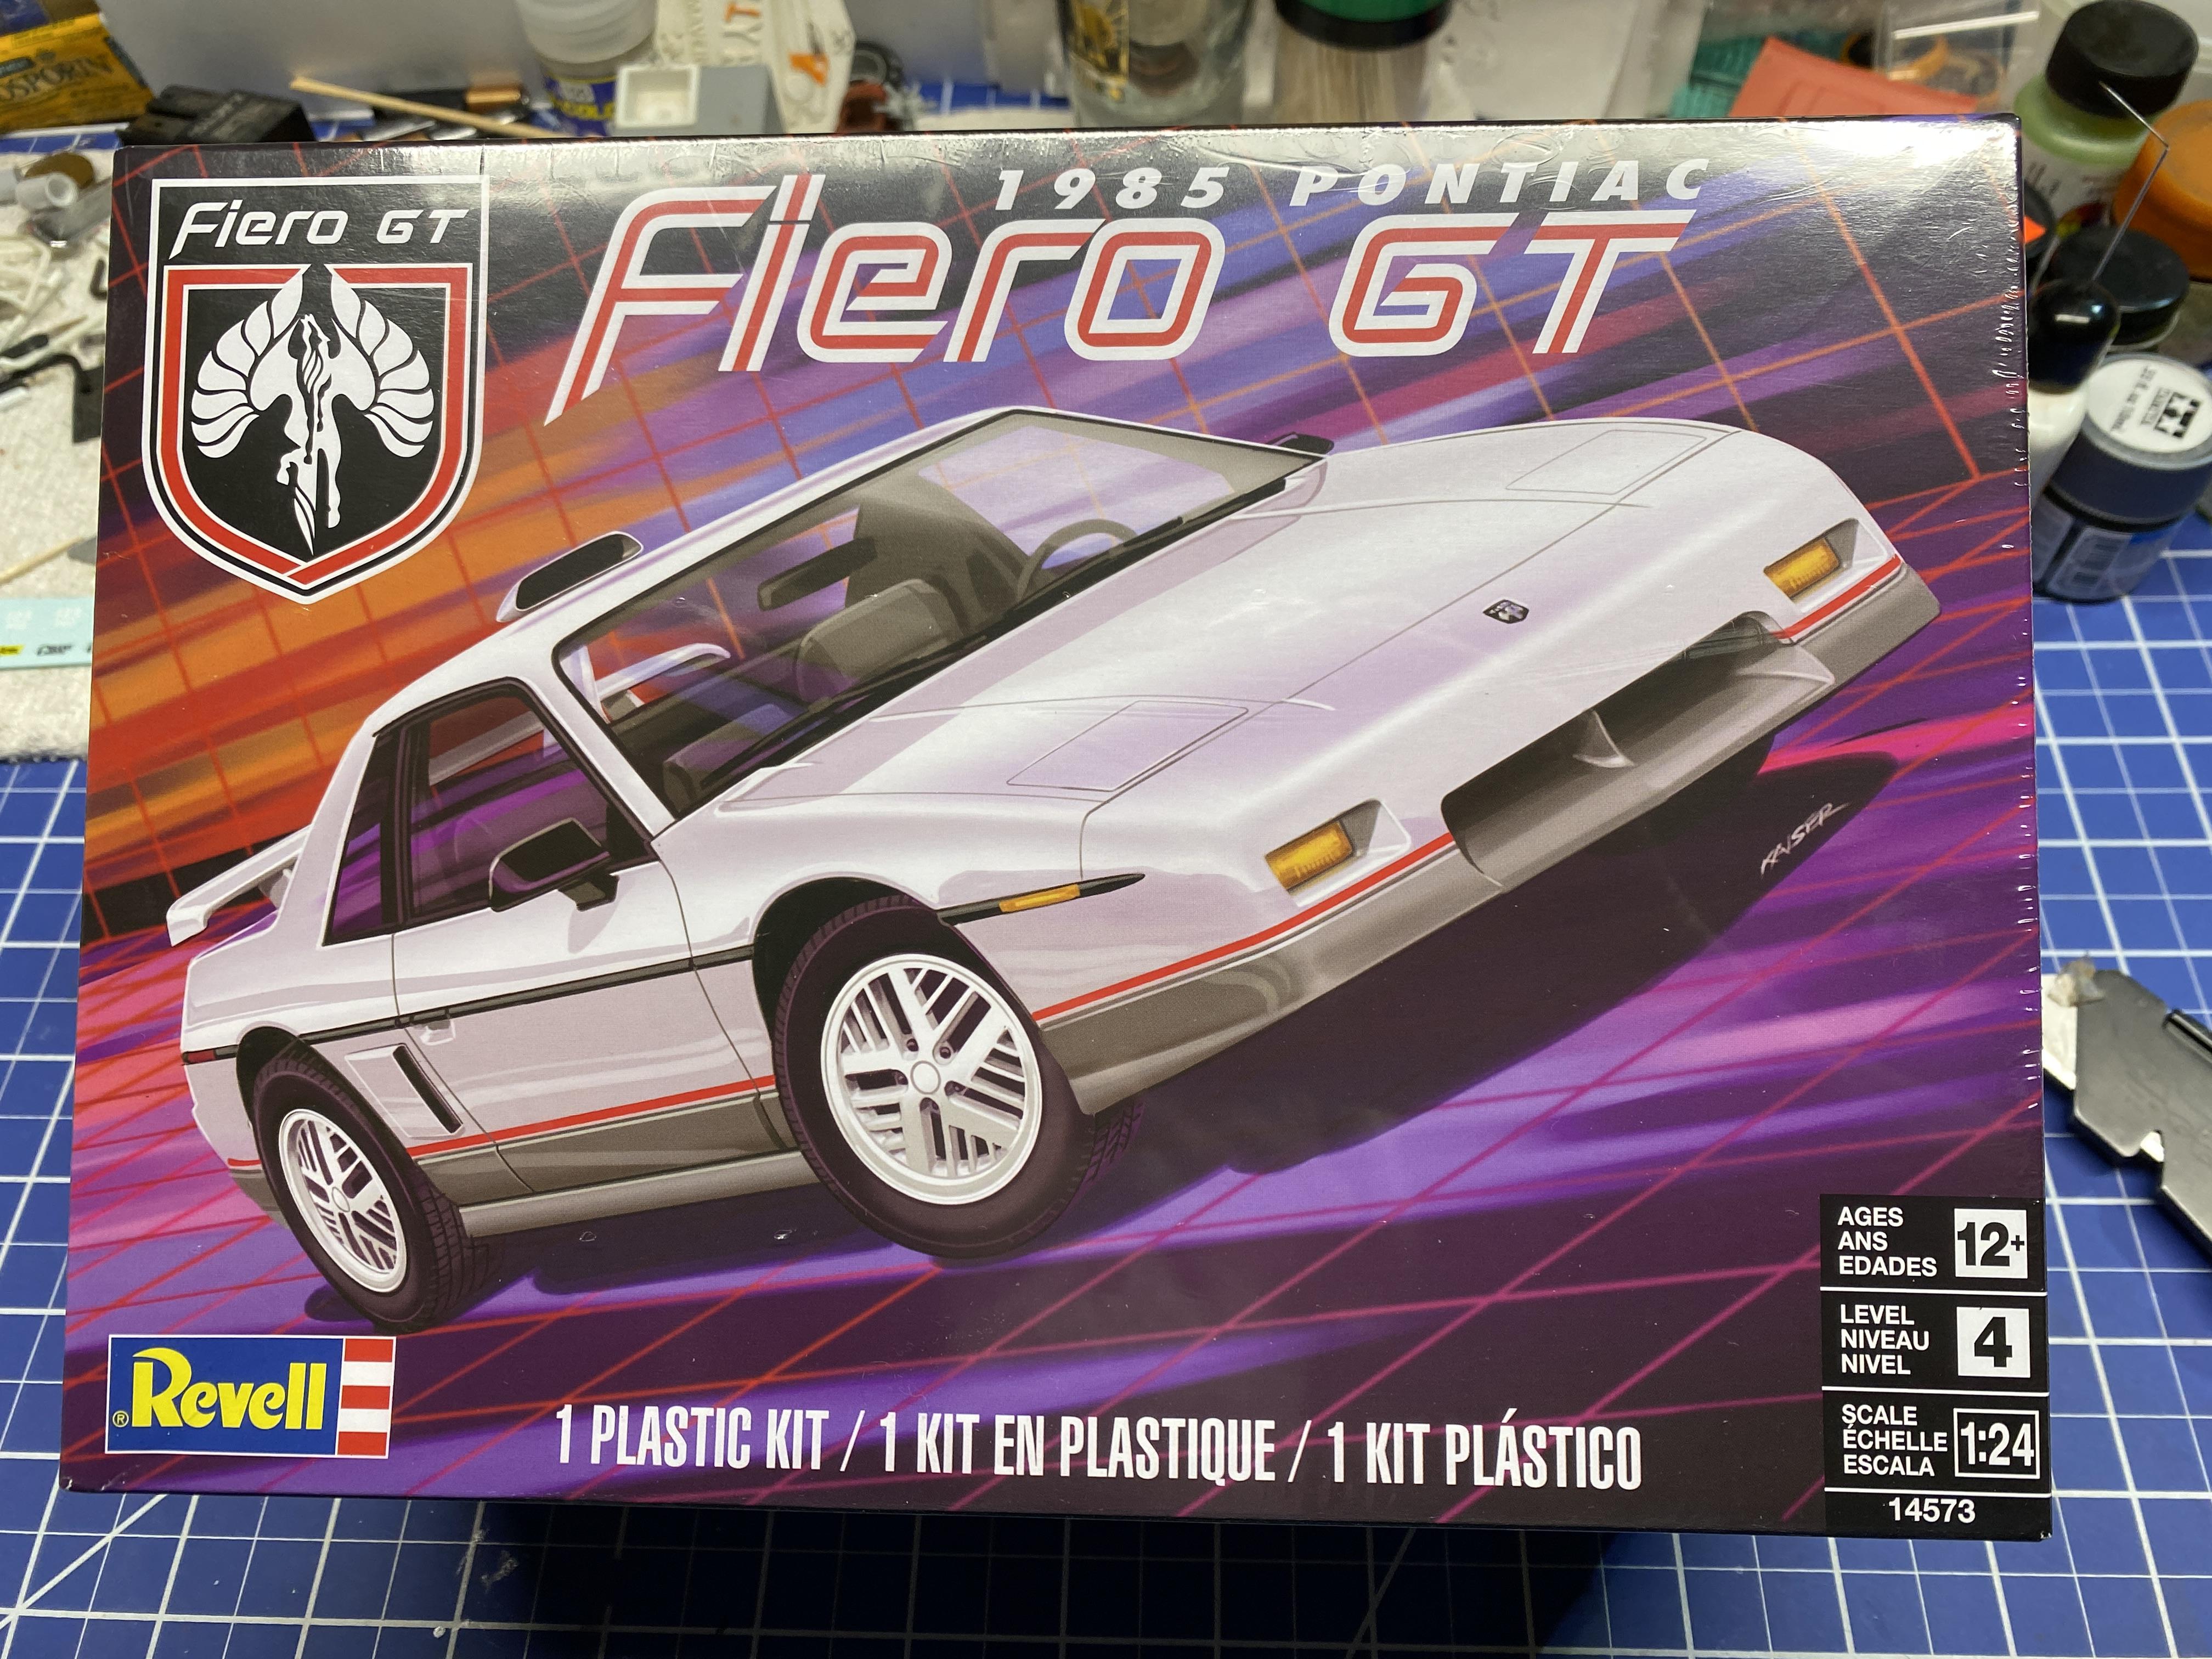 Fiero GT
1985 PONTIAC
Fiero GT
KAISER
AGES
ANS
EDADES
12+
LEVEL
NIVEAU
NIVEL
4
SCALE
ÉCHELLE
ESCALA
1:24
14573
® Revell
1 PLASTIC KIT / 1 KIT EN PLASTIQUE / 1 KIT PLÁSTICO